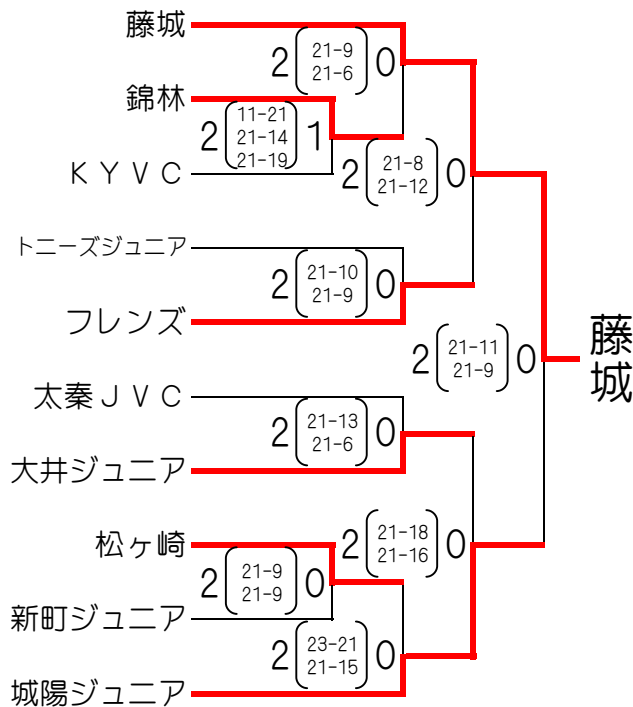 藤城
2 21-9 0
21-6
錦林
2 11-21 1
21-14
21-19
ＫＹＶＣ
2 21-8 0
21-12
トニーズジュニア
2 21-10 0
21-9
フレンズ
2 21-11 0
21-9
藤城
太秦ＪＶＣ
2 21-13 0
21-6
大井ジュニア
松ヶ崎
2 21-18 0
21-16
2 21-9 0
21-9
新町ジュニア
2 23-21 0
21-15
城陽ジュニア